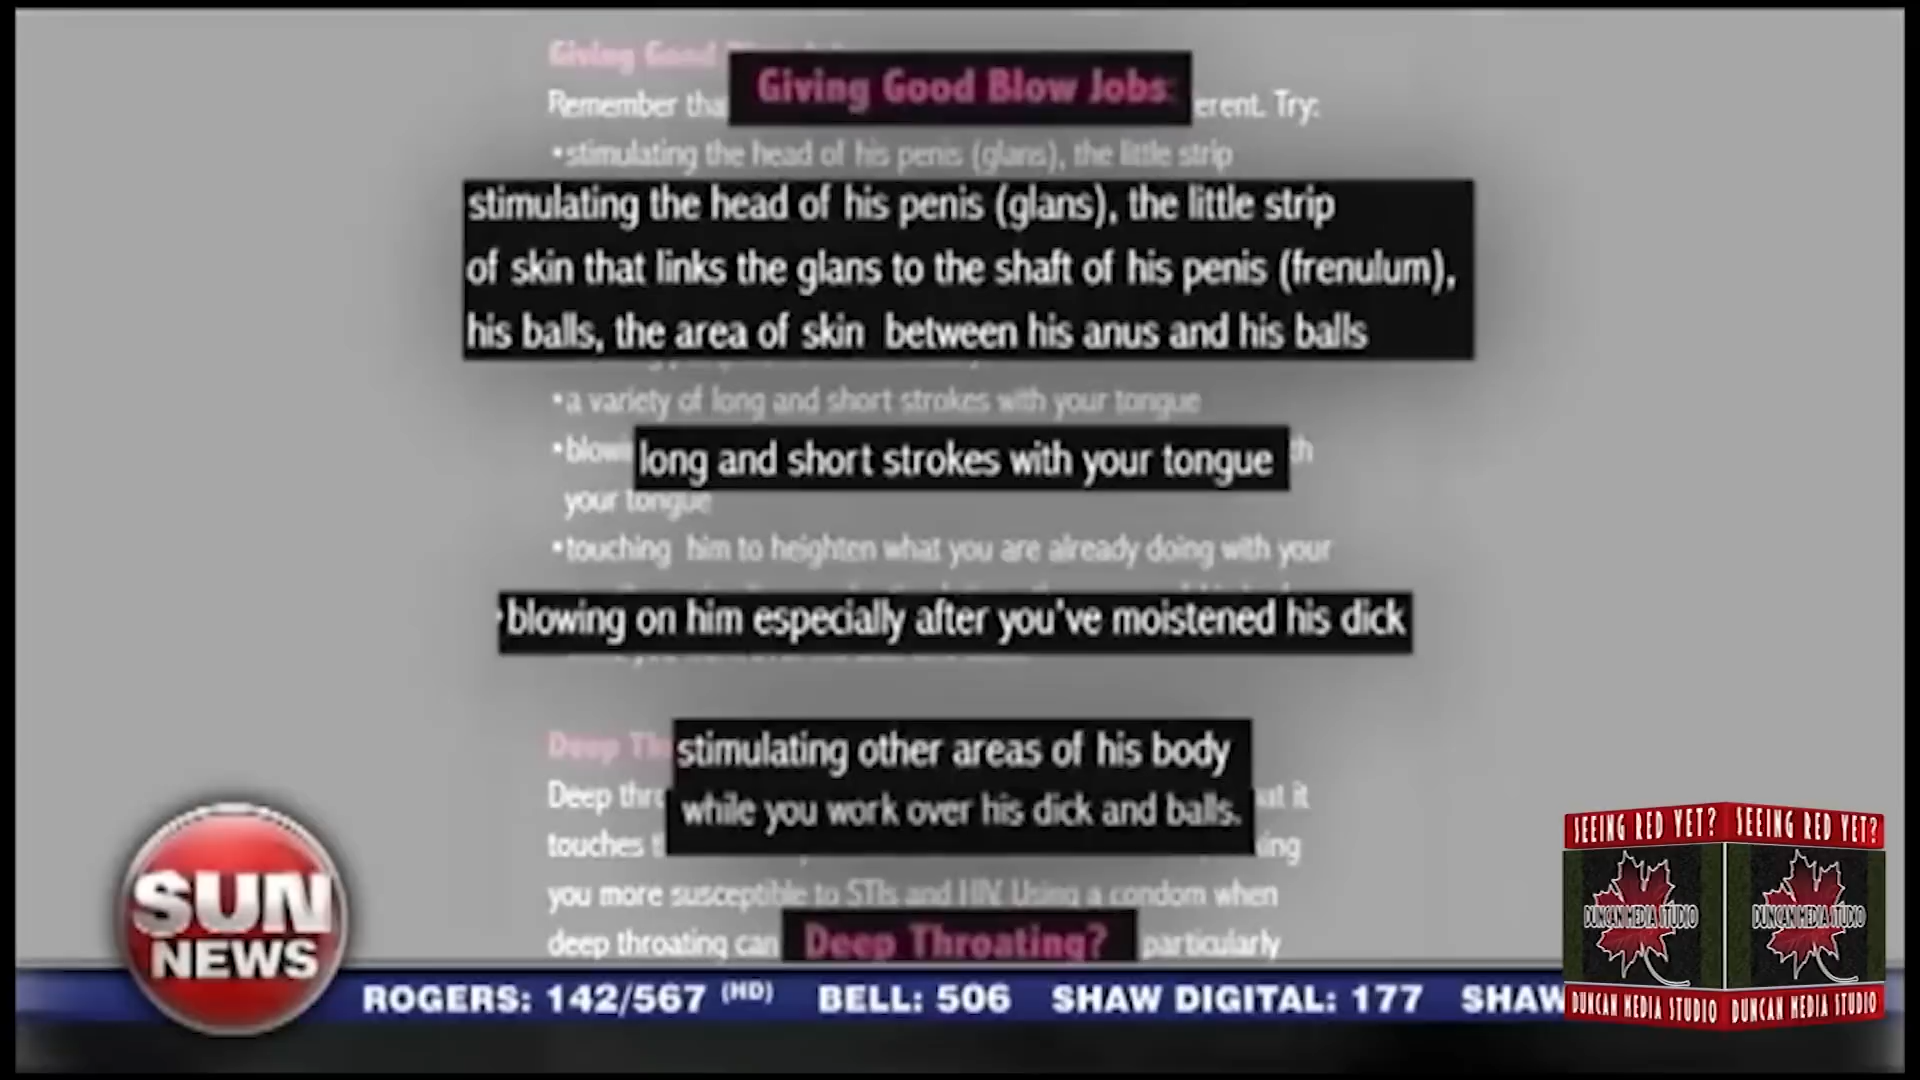 Giving Good
Giving Good Blow Jobs:
Remember tha erent. Try:
•stimulating the head of his penis (glans), the little strip
stimulating the head of his penis (glans), the little strip
of skin that links the glans to the shaft of his penis (frenulum),
his balls, the area of skin between his anus and his balls
•a variety of long and short strokes with your tongue
•blowi th
long and short strokes with your tongue
your tongue
•touching him to heighten what you are already doing with your
•blowing on him especially after you've moistened his dick
Deep Th
stimulating other areas of his body
Deep thro at it
while you work over his dick and balls.
touches t ing
you more susceptible to STIs and HIV. Using a condom when
deep throating can particularly
Deep Throating?
SUN
NEWS
ROGERS: 142/567 (HD) BELL: 506 SHAW DIGITAL: 177 SHAW
SEEING RED YET? SEEING RED YET?
DUNCAN MEDIA STUDIO DUNCAN MEDIA STUDIO
DUNCAN MEDIA STUDIO DUNCAN MEDIA STUDIO